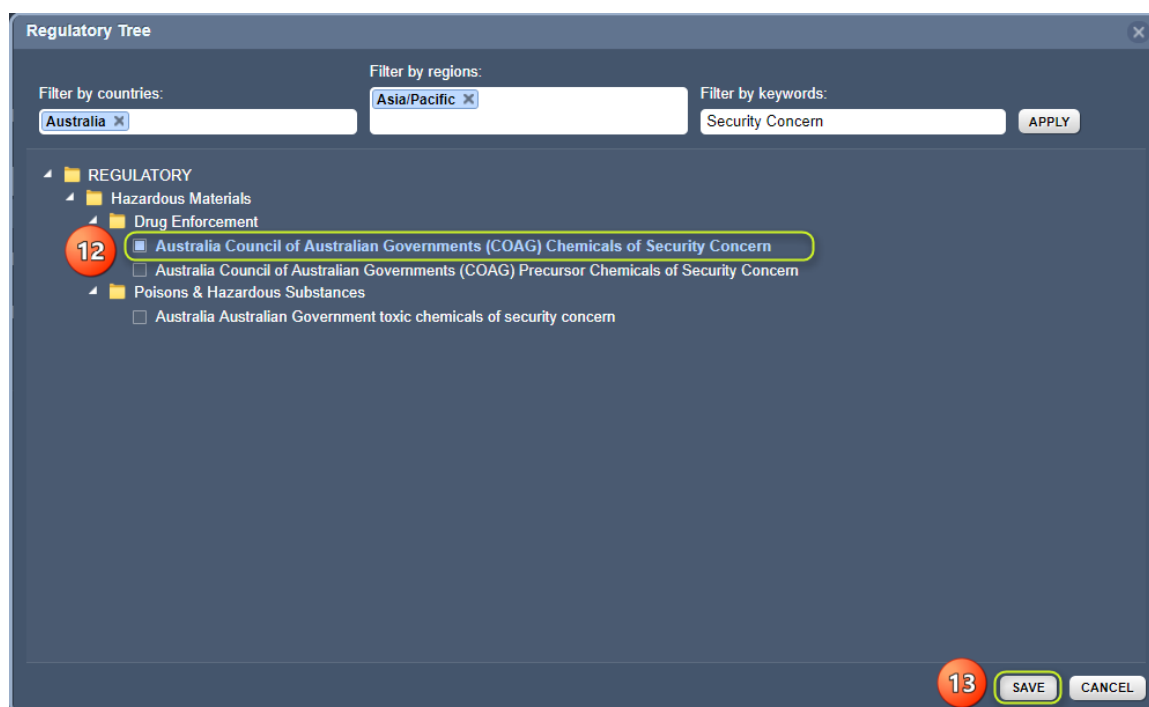 Regulatory Tree
Filter by countries:
Australia
Filter by regions:
Asia/Pacific
Filter by keywords:
Security Concern
APPLY
REGULATORY
Hazardous Materials
Drug Enforcement
12
Australia Council of Australian Governments (COAG) Chemicals of Security Concern
Australia Council of Australian Governments (COAG) Precursor Chemicals of Security Concern
Poisons & Hazardous Substances
Australia Australian Government toxic chemicals of security concern
13
SAVE
CANCEL